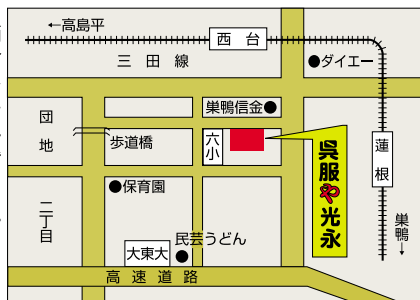 ←高島平
西台
三田線
●ダイエー
巣鴨信金●
団地
歩道橋
六小
蓮根
呉服や光永
●保育園
二丁目
巣鴨→
民芸うどん
●
大東大
高速道路